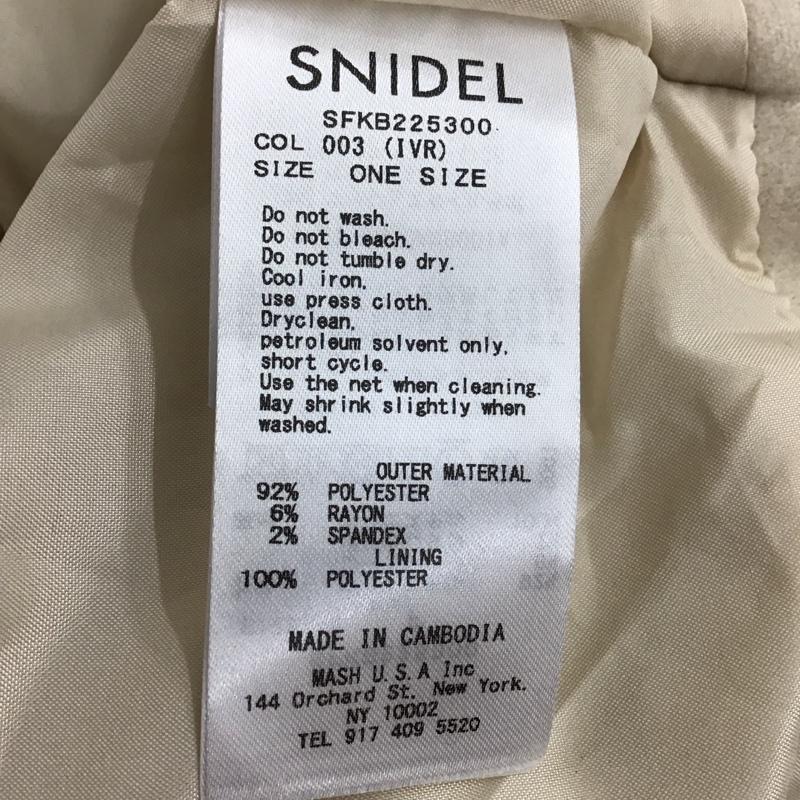 SNIDEL
SFKB225300
COL 003 (IVR)
SIZE ONE SIZE
Do not wash.
Do not bleach.
Do not tumble dry.
Cool iron.
use press cloth.
Dryclean.
petroleum solvent only.
short cycle.
Use the net when cleaning.
May shrink slightly when
washed.
OUTER MATERIAL
92% POLYESTER
6% RAYON
2% SPANDEX
LINING
100% POLYESTER
MADE IN CAMBODIA
MASH U.S.A Inc
144 Orchard St. New York.
NY 10002
TEL 917 409 5520